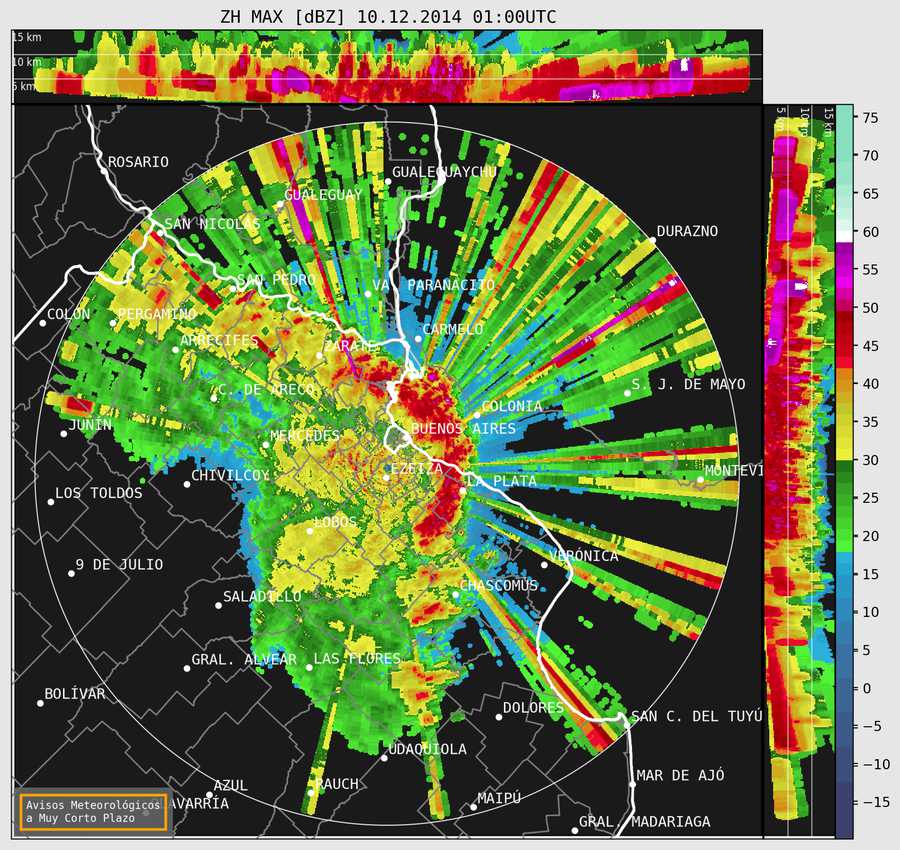 ZH MAX [dBZ] 10.12.2014 01:00UTC
15 km
10 km
5 km
5 km
10 km
15 km
ROSARIO
GUALEGUAYCHÚ
GUALEGUAY
SAN NICOLAS
DURAZNO
SAN PEDRO
VA. PARANACITO
COLÓN
PERGAMINO
CARMELO
ARRECIFES
ZARATE
C. DE ARECO
S. J. DE MAYO
COLONIA
JUNIN
MERCEDES
BUENOS AIRES
CHIVILCOY
EZEIZA
MONTEVI
LA PLATA
LOS TOLDOS
LOBOS
9 DE JULIO
VERÓNICA
CHASCOMUS
SALADILLO
GRAL. ALVEAR
LAS FLORES
BOLÍVAR
DOLORES
SAN C. DEL TUYÚ
UDAQUIOLA
MAR DE AJÓ
AZUL
RAUCH
MAIPÚ
AVARRÍA
GRAL. MADARIAGA
Avisos Meteorológicos
a Muy Corto Plazo
75
70
65
60
55
50
45
40
35
30
25
20
15
10
5
0
−5
−10
−15